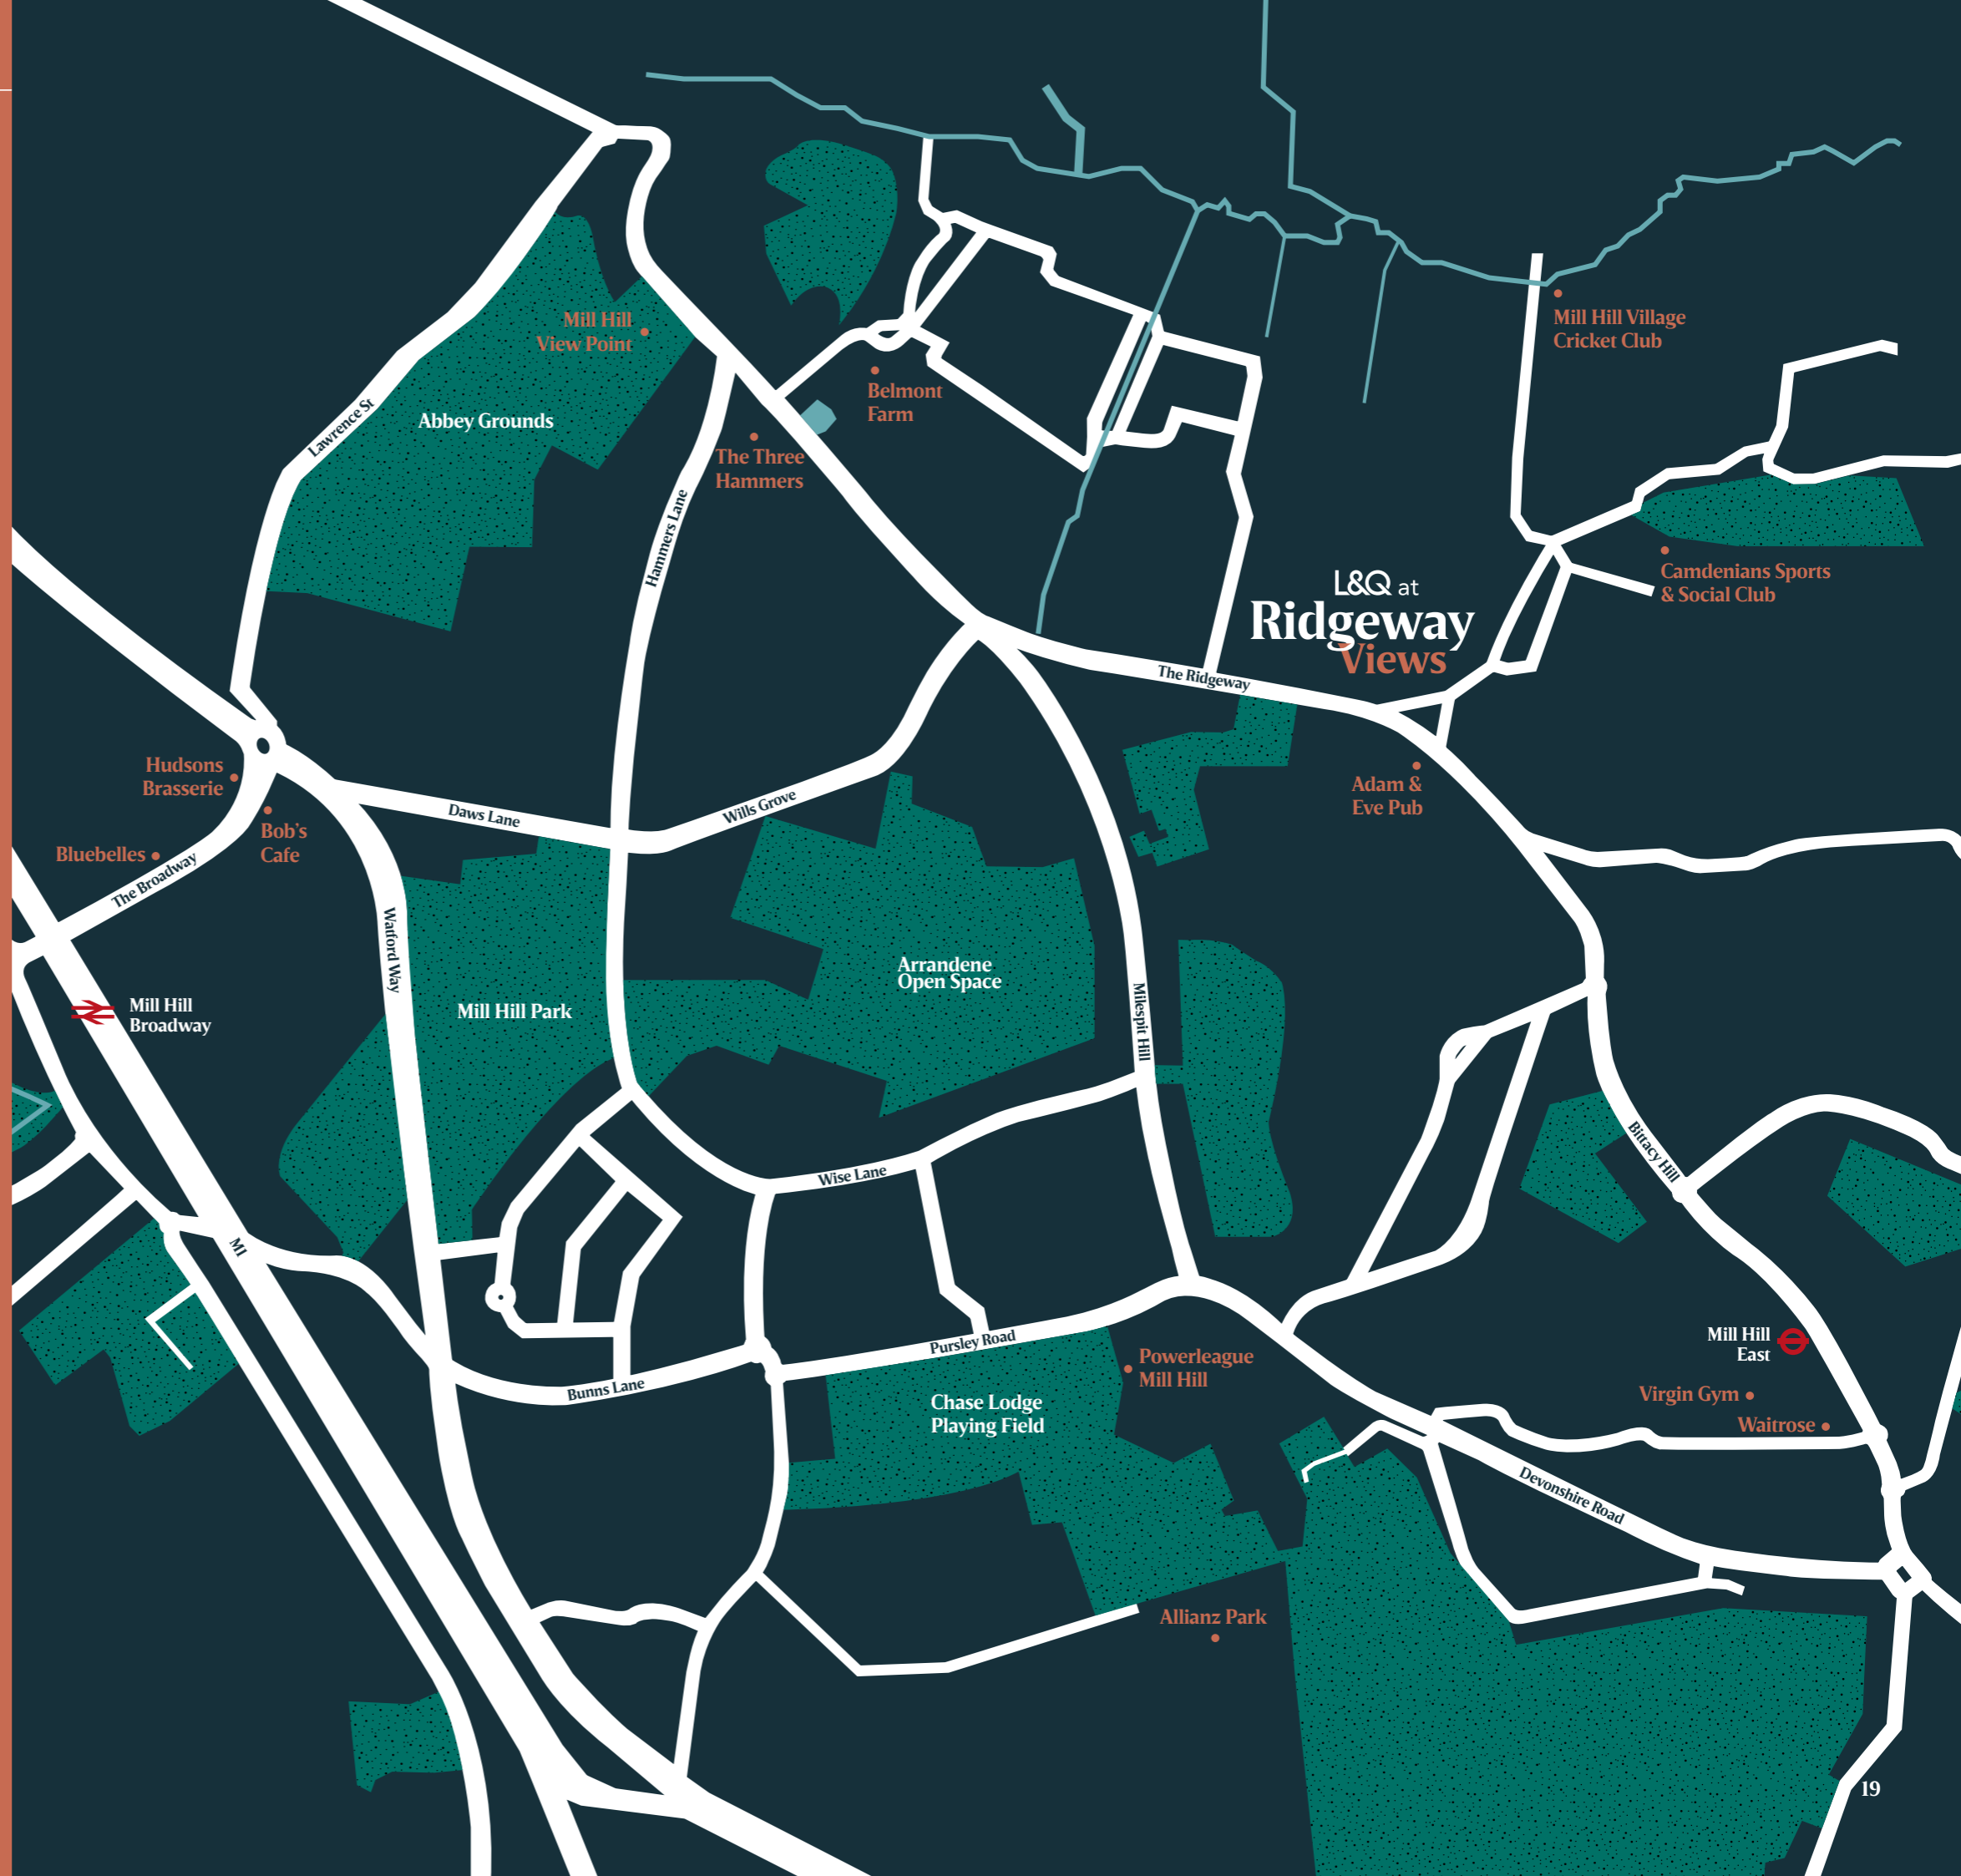 Mill Hill
View Point
Mill Hill Village
Cricket Club
Belmont
Farm
Lawrence St
Abbey Grounds
The Three
Hammers
Hammers Lane
L&Q at
Ridgeway
Views
Camdenians Sports
& Social Club
The Ridgeway
Hudsons
Brasserie
Adam &
Eve Pub
Daws Lane
Wills Grove
Bob's
Cafe
Bluebelles
The Broadway
Watford Way
Arrandene
Open Space
Mill Hill Park
Mill Hill
Broadway
Milespit Hill
Bittacy Hill
Wise Lane
M1
Mill Hill
East
Pursley Road
Powerleague
Mill Hill
Bunns Lane
Virgin Gym
Chase Lodge
Playing Field
Waitrose
Devonshire Road
Allianz Park
19